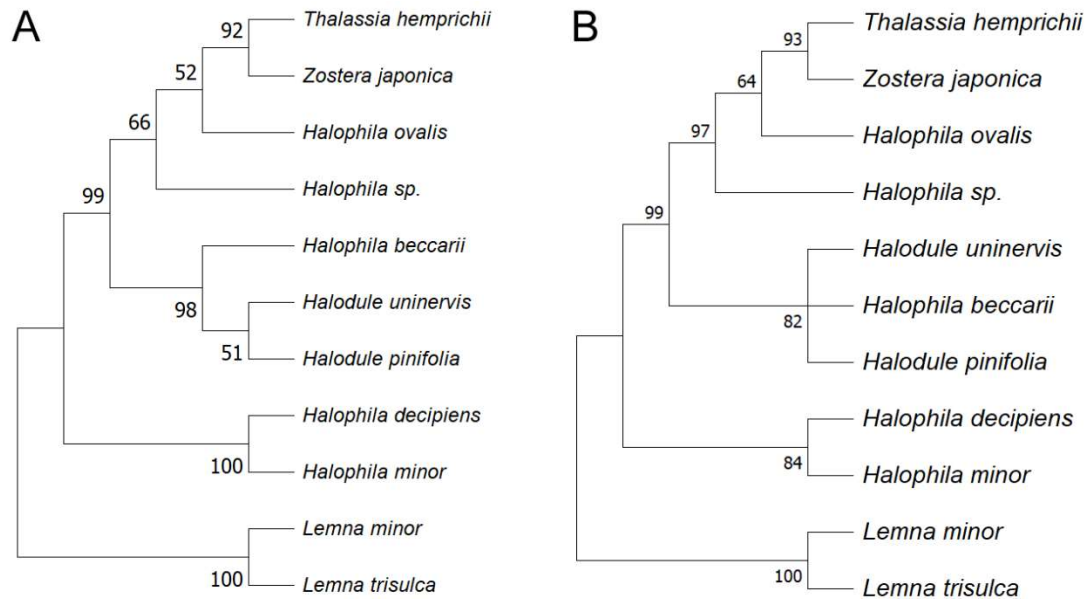 A
92
Thalassia hemprichii
52
Zostera japonica
66
Halophila ovalis
99
Halophila sp.
Halophila beccarii
98
Halodule uninervis
51
Halodule pinifolia
Halophila decipiens
100
Halophila minor
Lemna minor
100
Lemna trisulca
B
93
Thalassia hemprichii
64
Zostera japonica
97
Halophila ovalis
99
Halophila sp.
Halodule uninervis
82
Halophila beccarii
Halodule pinifolia
Halophila decipiens
84
Halophila minor
Lemna minor
100
Lemna trisulca